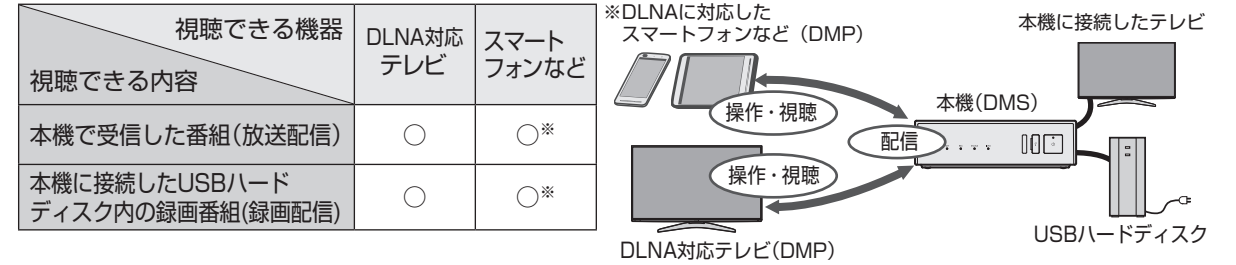 視聴できる機器
視聴できる内容
DLNA対応
テレビ
スマート
フォンなど
本機で受信した番組(放送配信)
○
○※
本機に接続したUSBハード
ディスク内の録画番組(録画配信)
○
○※
※DLNAに対応した
スマートフォンなど（DMP）
本機に接続したテレビ
操作・視聴
本機(DMS)
配信
操作・視聴
DLNA対応テレビ(DMP)
USBハードディスク